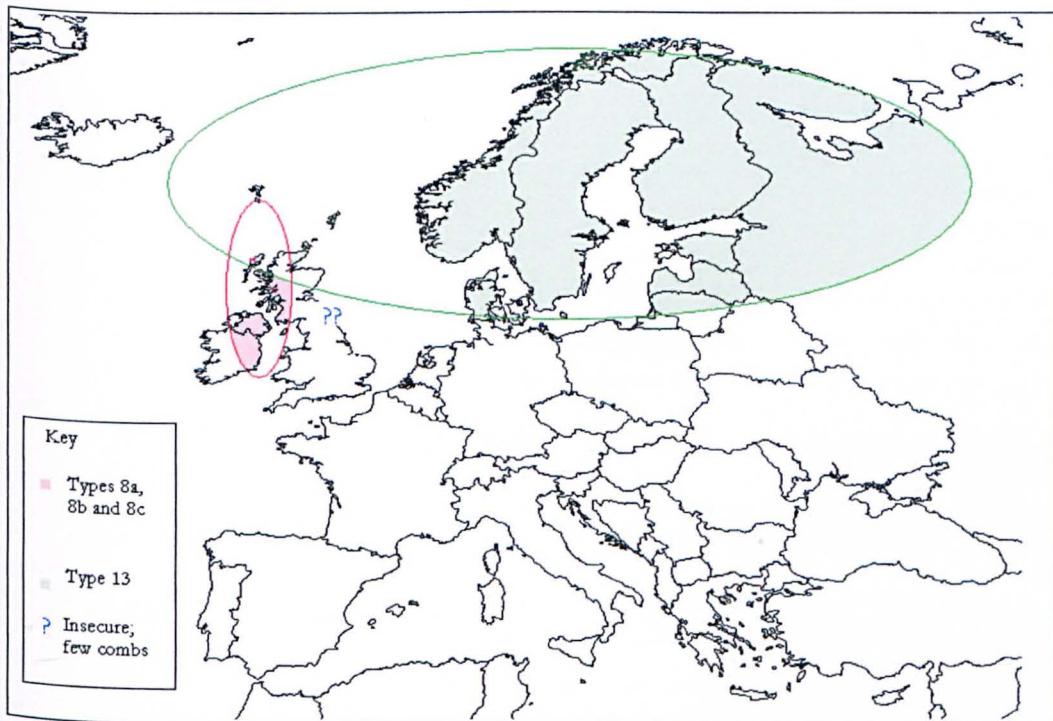 ??
Key
Types 8a,
8b and 8c
Type 13
? Insecure;
few combs